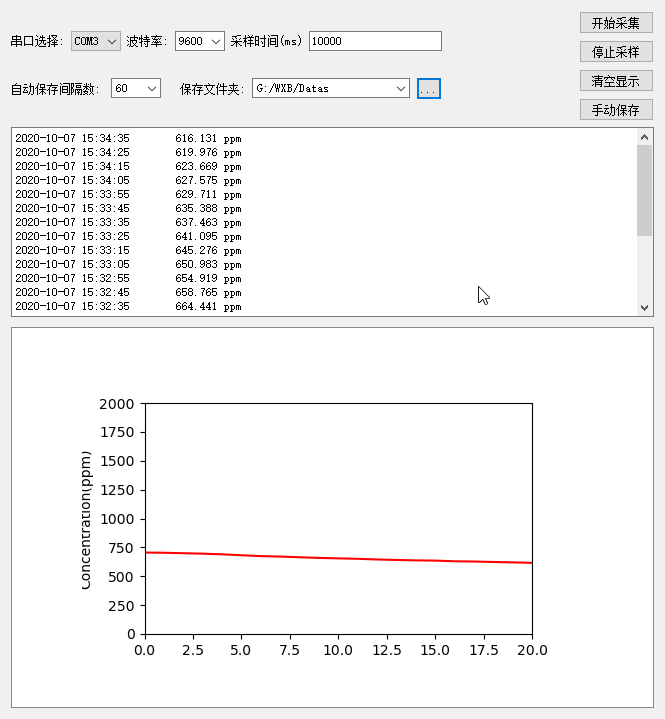 串口选择: COM3 波特率: 9600 采样时间(ms) 10000
开始采集
停止采样
自动保存间隔数: 60 保存文件夹: G:/WXB/Datas ...
清空显示
手动保存
2020-10-07 15:34:35 616.131 ppm
2020-10-07 15:34:25 619.976 ppm
2020-10-07 15:34:15 623.669 ppm
2020-10-07 15:34:05 627.575 ppm
2020-10-07 15:33:55 629.711 ppm
2020-10-07 15:33:45 635.388 ppm
2020-10-07 15:33:35 637.463 ppm
2020-10-07 15:33:25 641.095 ppm
2020-10-07 15:33:15 645.276 ppm
2020-10-07 15:33:05 650.983 ppm
2020-10-07 15:32:55 654.919 ppm
2020-10-07 15:32:45 658.765 ppm
2020-10-07 15:32:35 664.441 ppm
Concentration(ppm)
2000
1750
1500
1250
1000
750
500
250
0
0.0 2.5 5.0 7.5 10.0 12.5 15.0 17.5 20.0